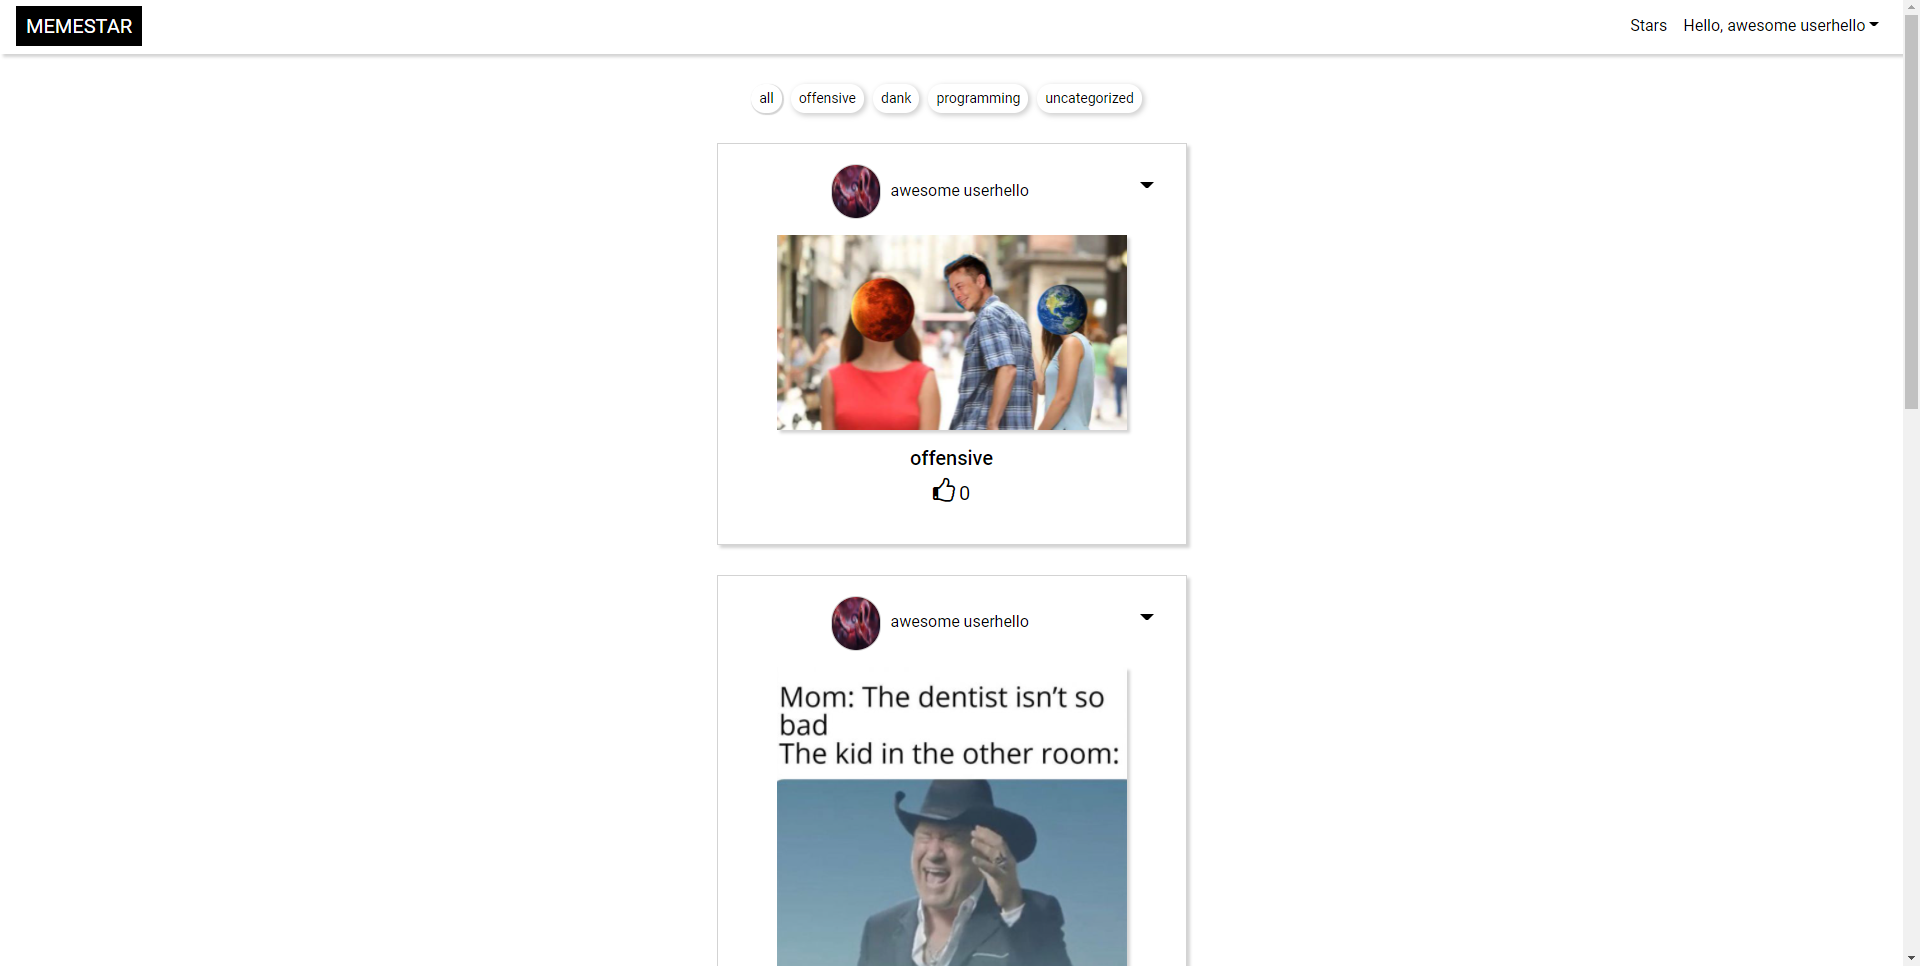 MEMESTAR
Stars
Hello, awesome userhello
all
offensive
dank
programming
uncategorized
awesome userhello
offensive
0
awesome userhello
Mom: The dentist isn't so
bad
The kid in the other room: